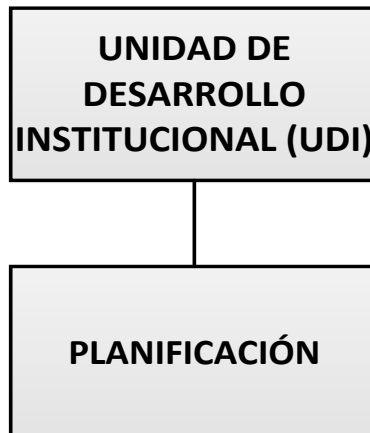 UNIDAD DE
DESARROLLO
INSTITUCIONAL (UDI)
PLANIFICACIÓN